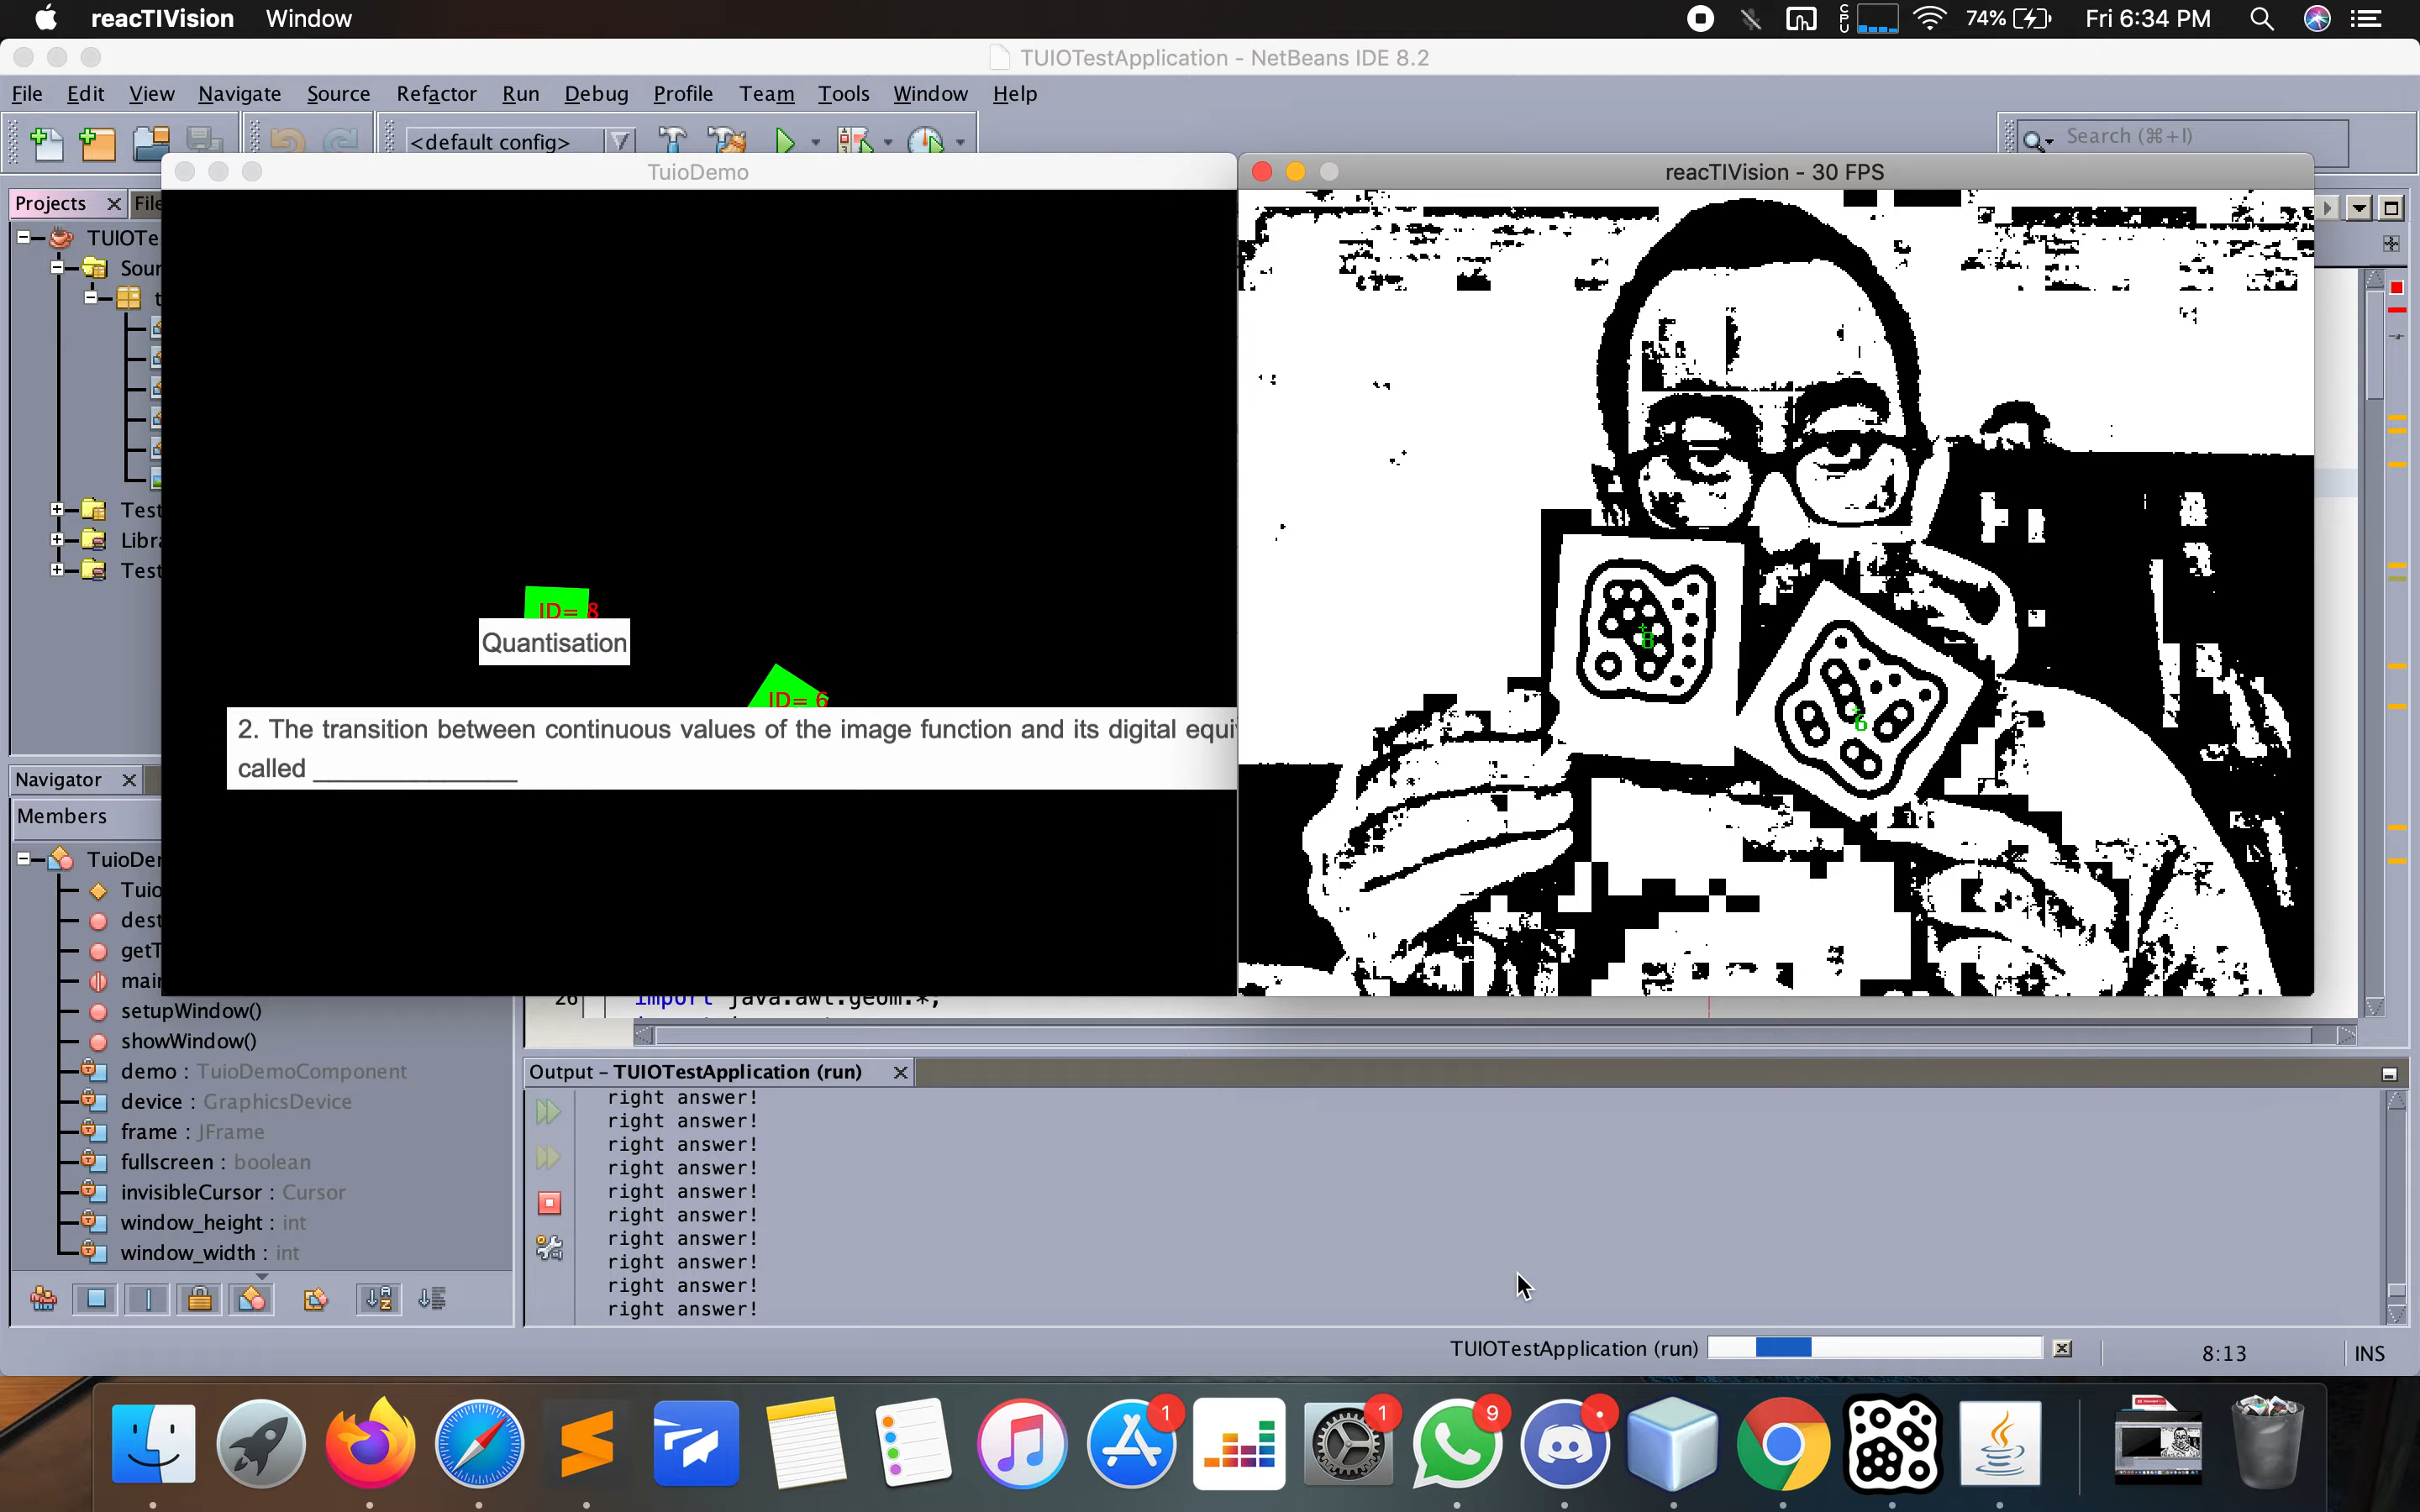 reacTIVision Window
74% Fri 6:34 PM
TUIOTestApplication - NetBeans IDE 8.2
File Edit View Navigate Source Refactor Run Debug Profile Team Tools Window Help
<default config>
Search (⌘+I)
TuioDemo
reacTIVision - 30 FPS
Projects File
TUIOTe
Sour
t
Test
Libra
Test
ID= 8
Quantisation
ID= 6
2. The transition between continuous values of the image function and its digital equi
called _______________
8
6
Navigator
Members
TuioDer
Tuio
dest
getT
mair
setupWindow()
showWindow()
demo : TuioDemoComponent
device : GraphicsDevice
frame : JFrame
fullscreen : boolean
invisibleCursor : Cursor
window_height : int
window_width : int
26 import java.awt.geom.*;
Output - TUIOTestApplication (run)
right answer!
right answer!
right answer!
right answer!
right answer!
right answer!
right answer!
right answer!
right answer!
right answer!
TUIOTestApplication (run)
8:13 INS
1
1
9